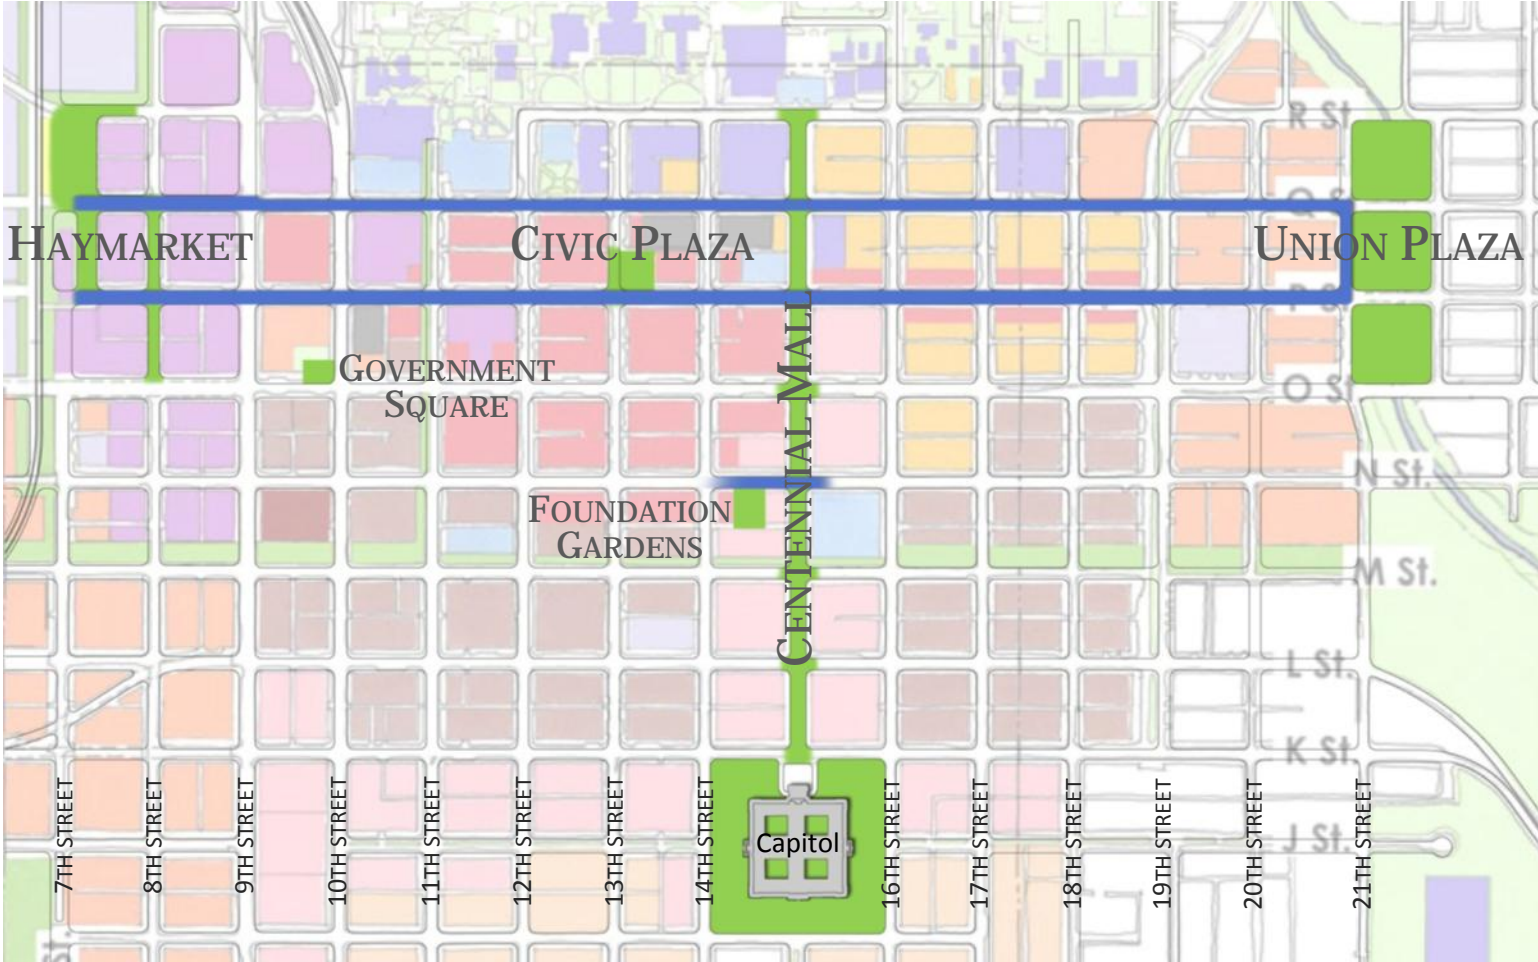 R St
Q S
HAYMARKET
CIVIC PLAZA
UNION PLAZA
P S
GOVERNMENT
SQUARE
CENTENNIAL MALL
O St
N St.
FOUNDATION
GARDENS
M St.
L St.
K St.
J St.
Capitol
7TH STREET
8TH STREET
9TH STREET
10TH STREET
11TH STREET
12TH STREET
13TH STREET
14TH STREET
16TH STREET
17TH STREET
18TH STREET
19TH STREET
20TH STREET
21TH STREET
St.